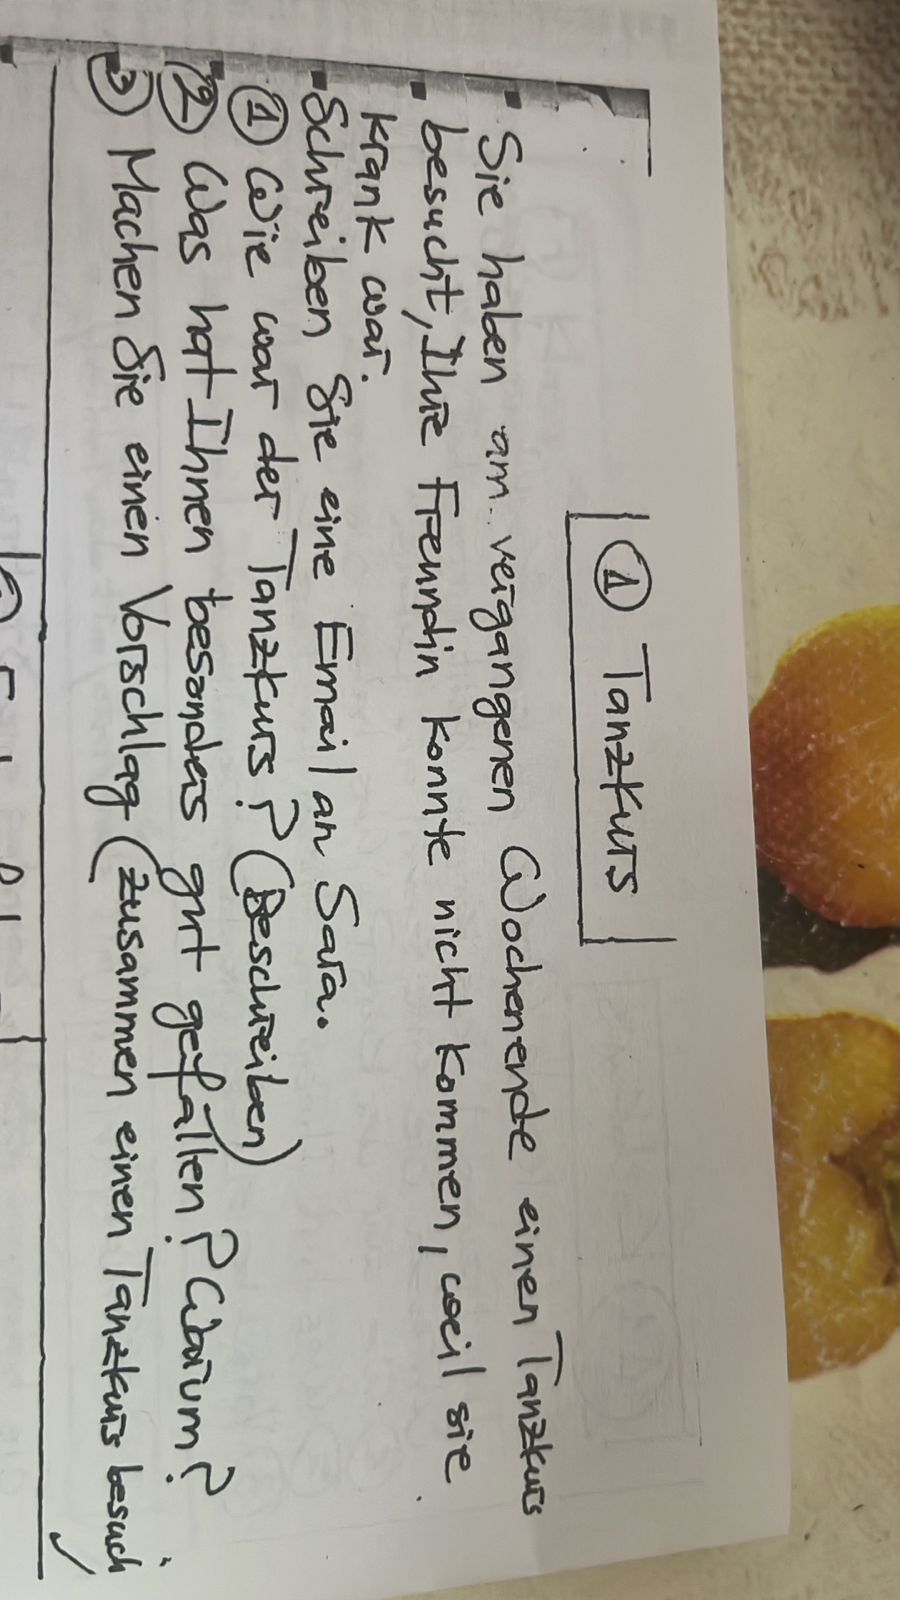 ① Tanzkurs
Sie haben am vergangenen Wochenende einen Tanzkurs
besucht, Ihre Freundin konnte nicht kommen, weil sie
krank war.
Schreiben Sie eine Email an Sara.
① Wie war der Tanzkurs? (Beschreiben)
② Was hat Ihnen besonders gut gefallen? Warum?
③ Machen Sie einen Vorschlag (zusammen einen Tanzkurs besuch